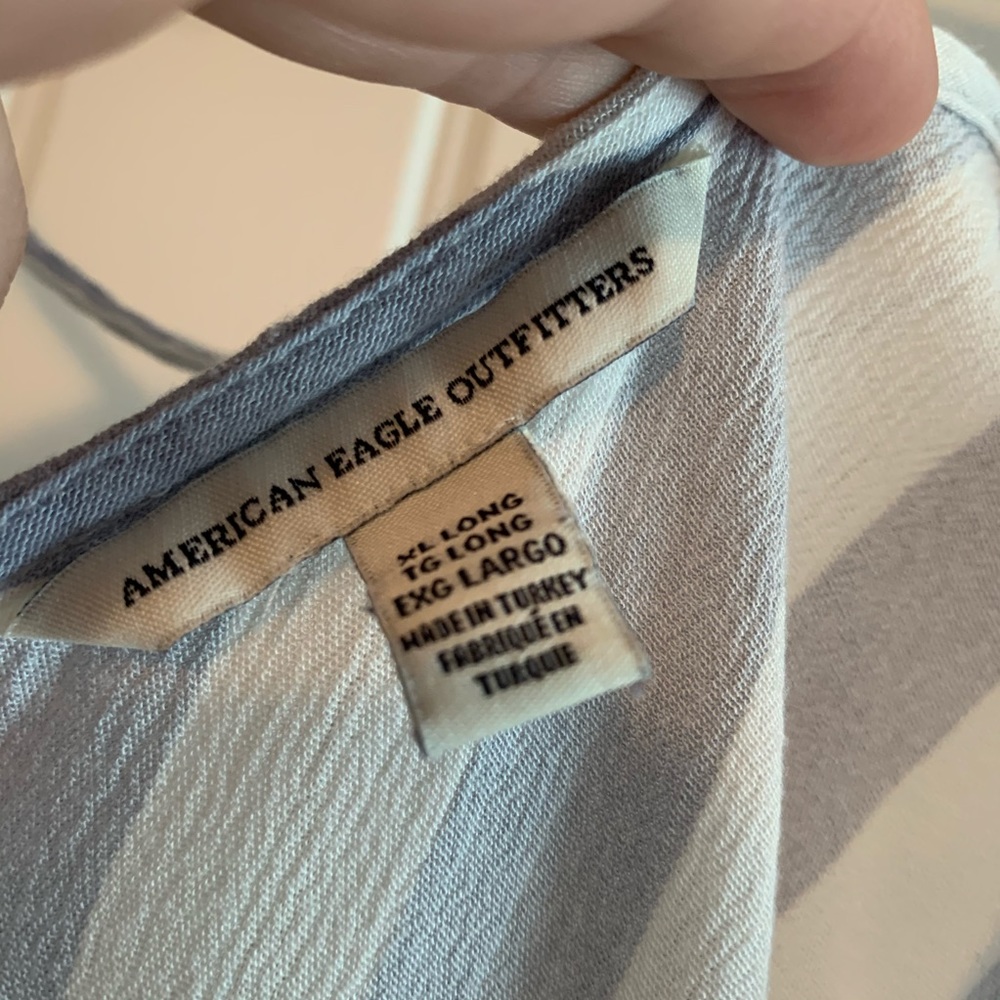 AMERICAN EAGLE OUTFITTERS
XL LONG
TG LONG
EXG LARGO
MADE IN TURKEY
FABRIQUÉ EN
TURQUIE